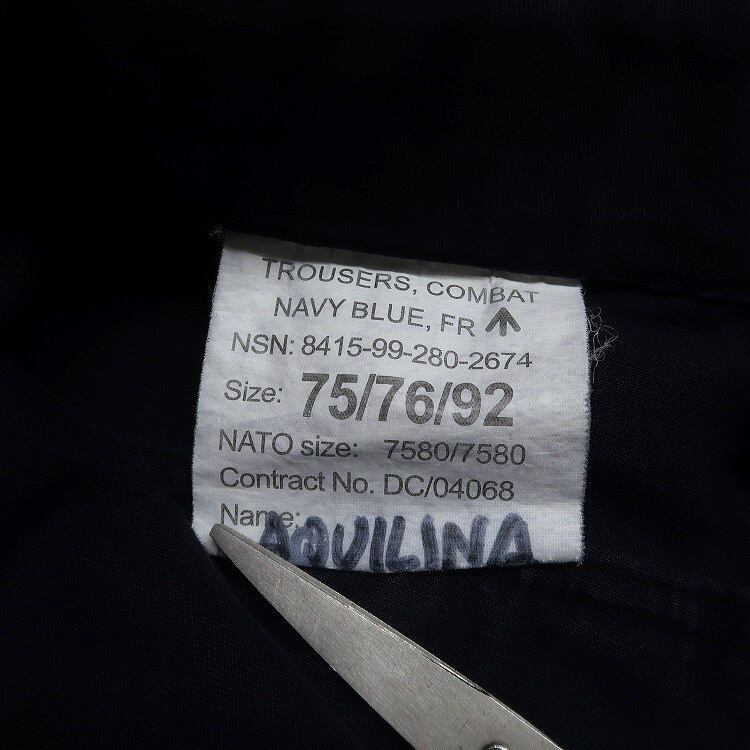 TROUSERS, COMBAT
NAVY BLUE, FR
NSN: 8415-99-280-2674
Size: 75/76/92
NATO size: 7580/7580
Contract No. DC/04068
Name: AQUILINA